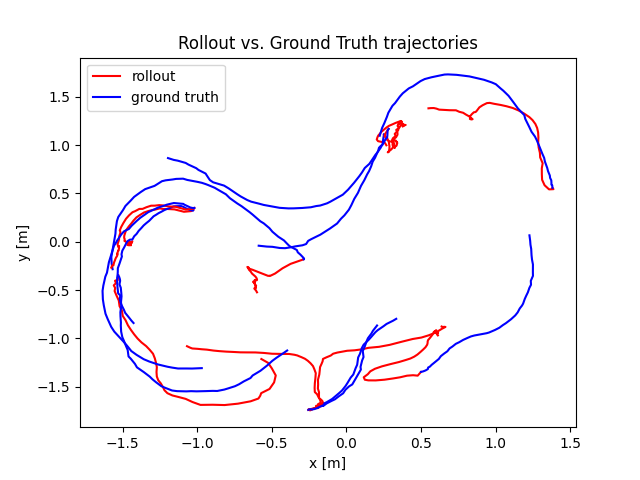 Rollout vs. Ground Truth trajectories
rollout
ground truth
1.5
1.0
0.5
0.0
−0.5
−1.0
−1.5
y [m]
−1.5 −1.0 −0.5 0.0 0.5 1.0 1.5
x [m]